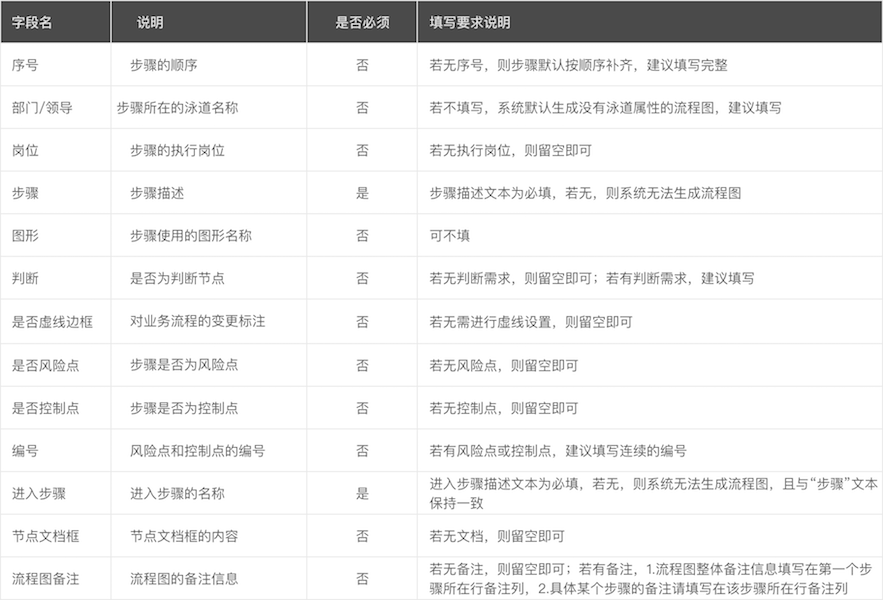 字段名 说明 是否必须 填写要求说明
序号 步骤的顺序 否 若无序号，则步骤默认按顺序补齐，建议填写完整
部门/领导 步骤所在的泳道名称 否 若不填写，系统默认生成没有泳道属性的流程图，建议填写
岗位 步骤的执行岗位 否 若无执行岗位，则留空即可
步骤 步骤描述 是 步骤描述文本为必填，若无，则系统无法生成流程图
图形 步骤使用的图形名称 否 可不填
判断 是否为判断节点 否 若无判断需求，则留空即可；若有判断需求，建议填写
是否虚线边框 对业务流程的变更标注 否 若无需进行虚线设置，则留空即可
是否风险点 步骤是否为风险点 否 若无风险点，则留空即可
是否控制点 步骤是否为控制点 否 若无控制点，则留空即可
编号 风险点和控制点的编号 否 若有风险点或控制点，建议填写连续的编号
进入步骤 进入步骤的名称 是 进入步骤描述文本为必填，若无，则系统无法生成流程图，且与“步骤”文本
保持一致
节点文档框 节点文档框的内容 否 若无文档，则留空即可
流程图备注 流程图的备注信息 否 若无备注，则留空即可；若有备注，1.流程图整体备注信息填写在第一个步
骤所在行备注列，2.具体某个步骤的备注请填写在该步骤所在行备注列